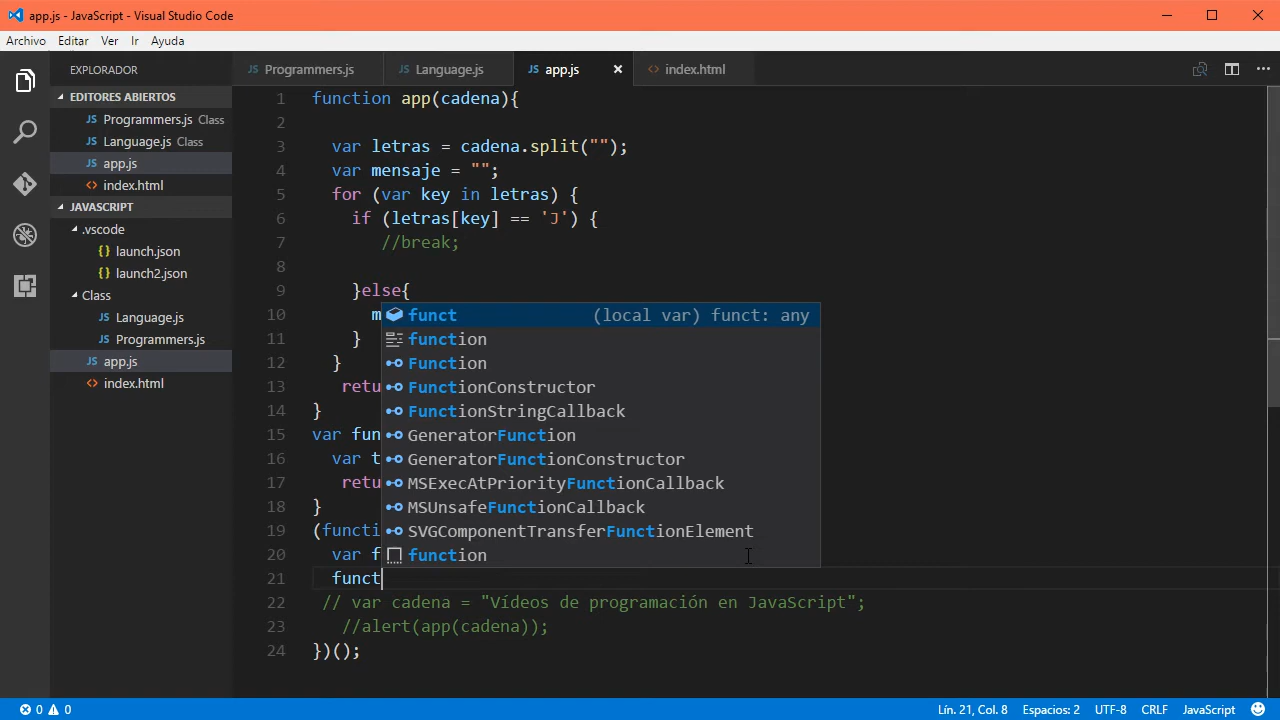 app.js - JavaScript - Visual Studio Code
Archivo Editar Ver Ir Ayuda
EXPLORADOR
EDITORES ABIERTOS
JS Programmers.js Class
JS Language.js Class
JS app.js
<> index.html
JAVASCRIPT
.vscode
{} launch.json
{} launch2.json
Class
JS Language.js
JS Programmers.js
JS app.js
<> index.html
JS Programmers.js JS Language.js JS app.js × <> index.html
1 function app(cadena){
2
3 var letras = cadena.split("");
4 var mensaje = "";
5 for (var key in letras) {
6 if (letras[key] == 'J') {
7 //break;
8
9 }else{
10 m
11 }
12 }
13 retu
14 }
15 var fun
16 var t
17 retu
18 }
19 (functi
20 var f
21 funct
22 // var cadena = "Vídeos de programación en JavaScript";
23 //alert(app(cadena));
24 })();
funct (local var) funct: any
function
Function
FunctionConstructor
FunctionStringCallback
GeneratorFunction
GeneratorFunctionConstructor
MSExecAtPriorityFunctionCallback
MSUnsafeFunctionCallback
SVGComponentTransferFunctionElement
function
0 0 Lín. 21, Col. 8 Espacios: 2 UTF-8 CRLF JavaScript